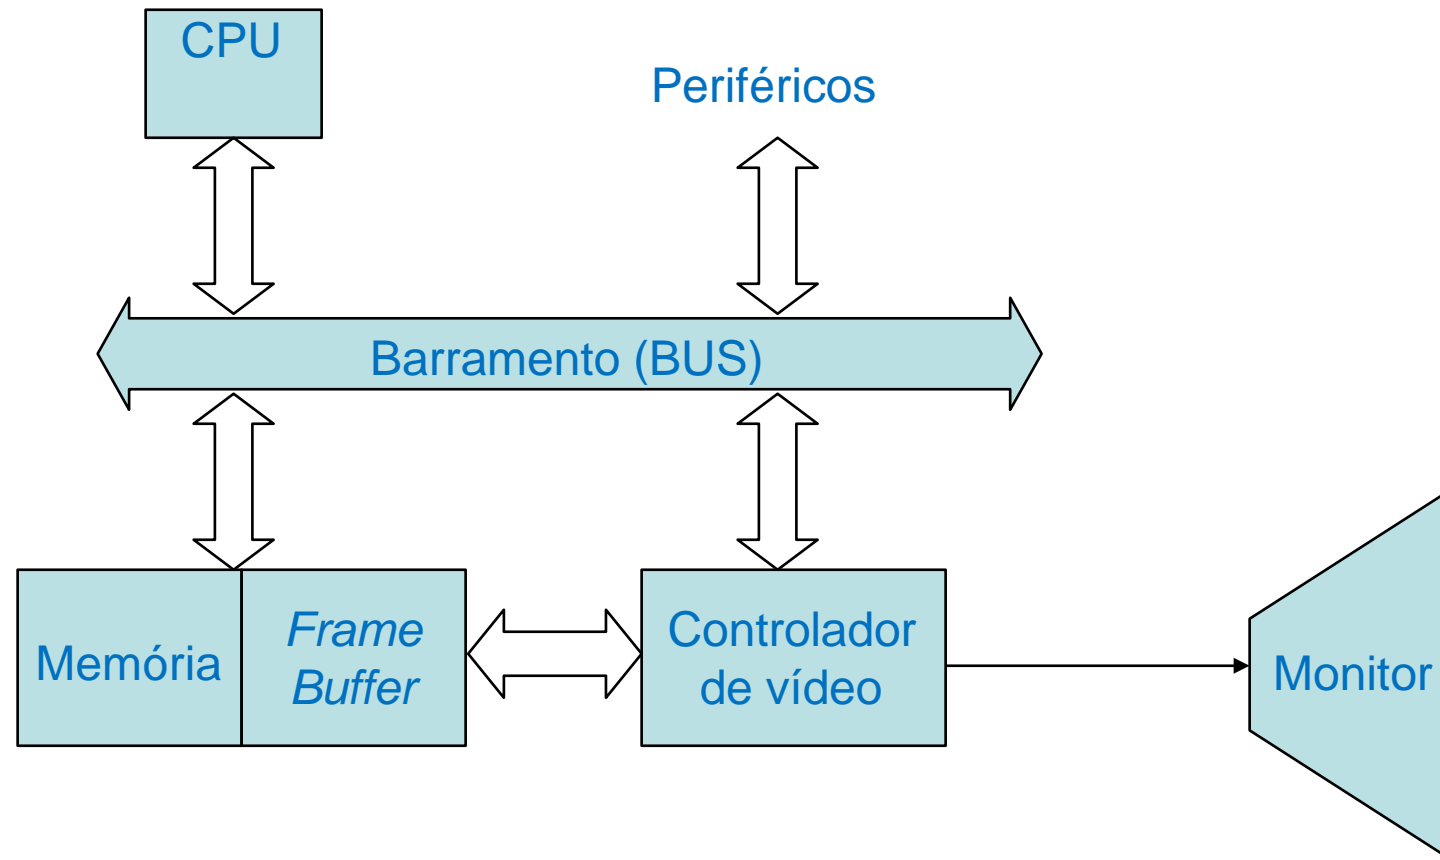 CPU
Periféricos
Barramento (BUS)
Memória
Frame
Buffer
Controlador
de vídeo
Monitor